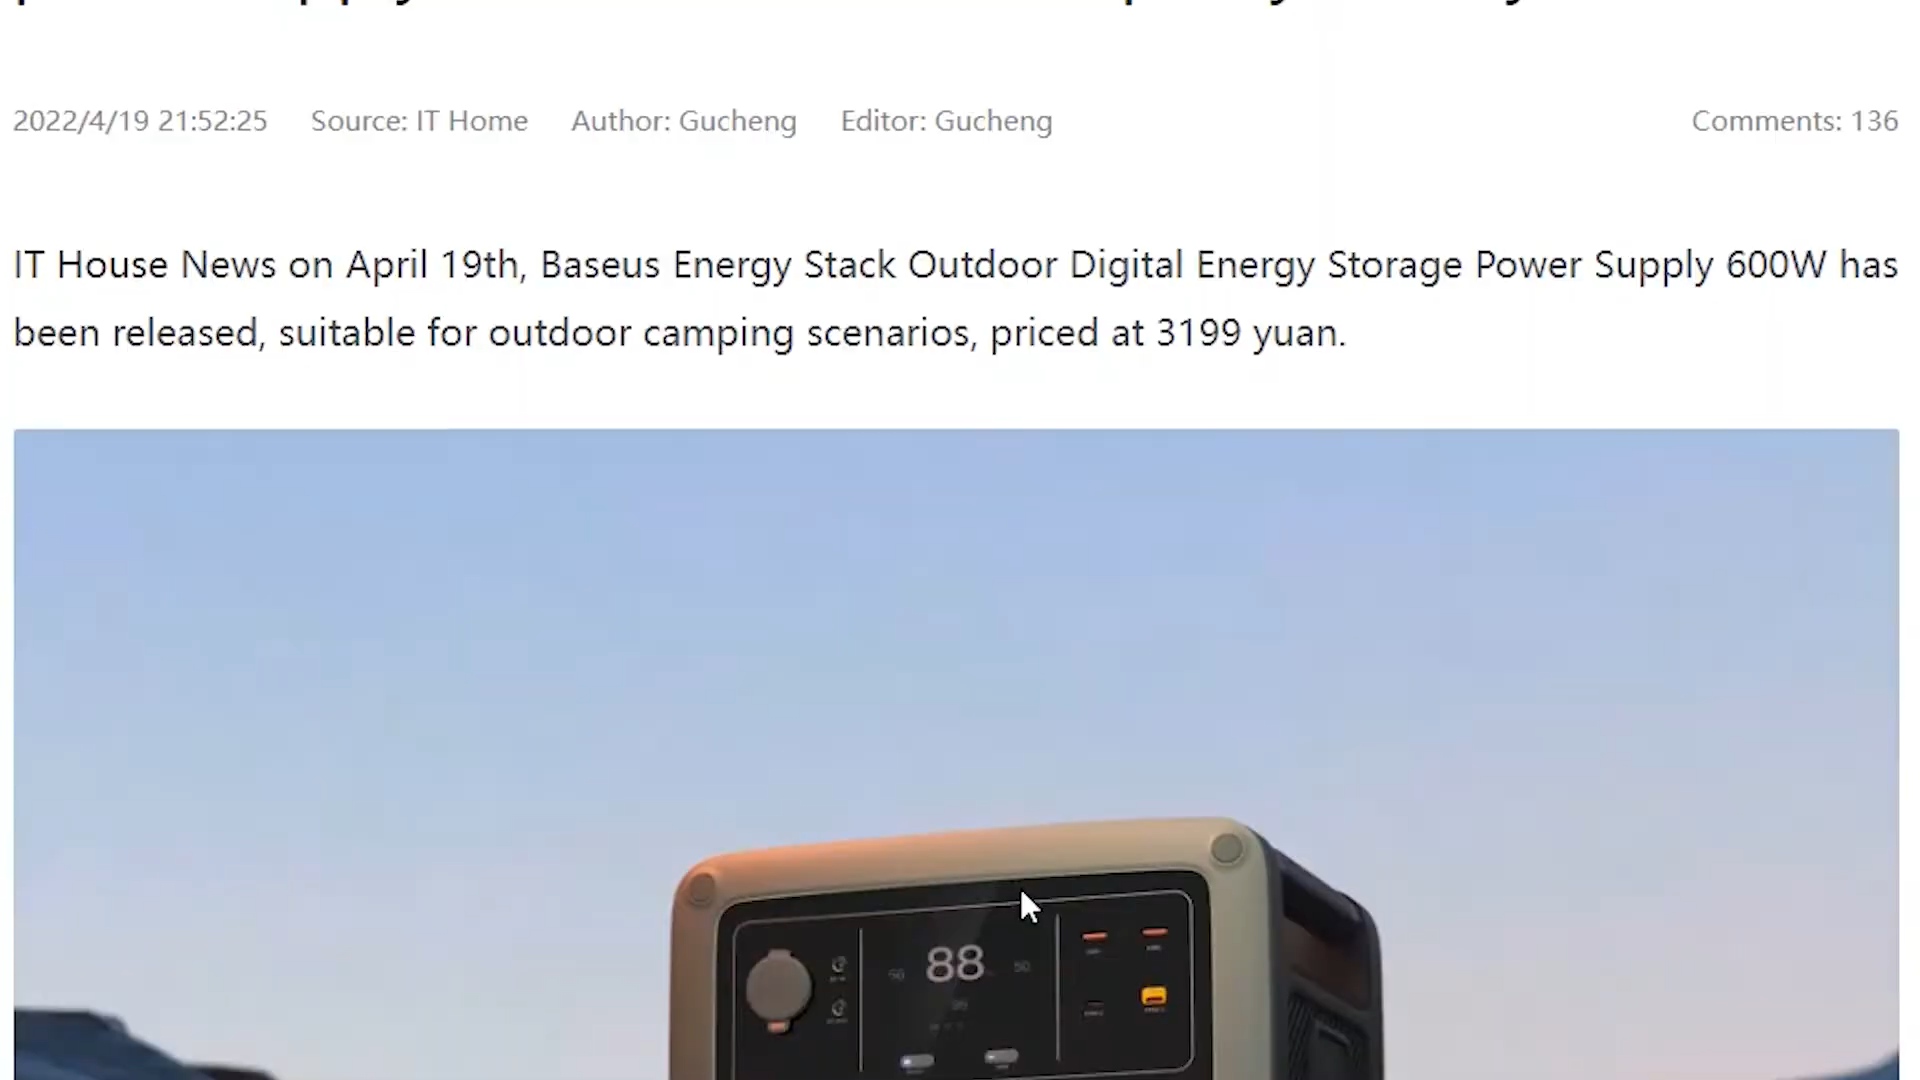 2022/4/19 21:52:25 Source: IT Home Author: Gucheng Editor: Gucheng Comments: 136
IT House News on April 19th, Baseus Energy Stack Outdoor Digital Energy Storage Power Supply 600W has
been released, suitable for outdoor camping scenarios, priced at 3199 yuan.
50 88 50